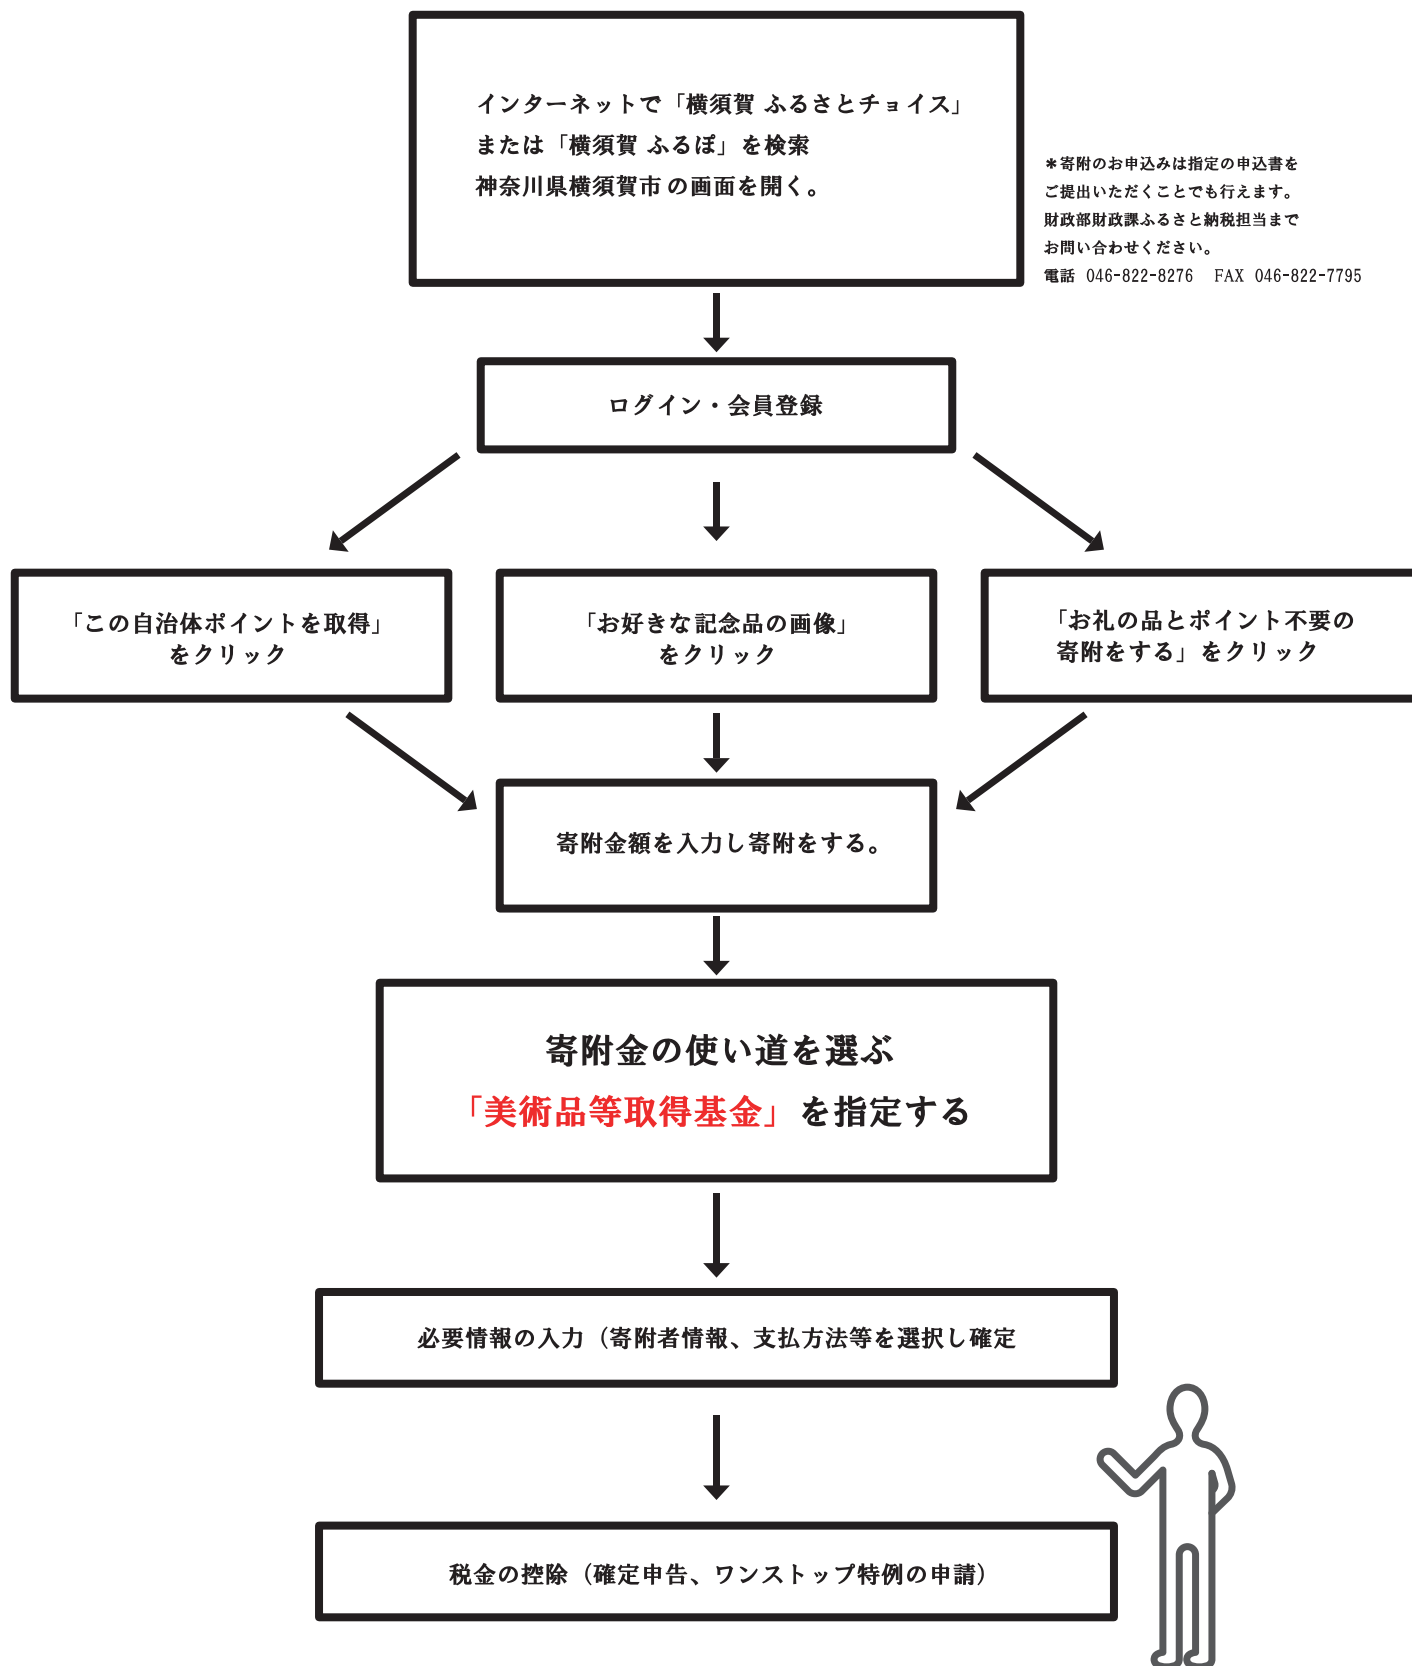 インターネットで「横須賀 ふるさとチョイス」
または「横須賀 ふるぽ」を検索
神奈川県横須賀市の画面を開く。
＊寄附のお申込みは指定の申込書を
ご提出いただくことでも行えます。
財政部財政課ふるさと納税担当まで
お問い合わせください。
電話 046-822-8276 FAX 046-822-7795
ログイン・会員登録
「この自治体ポイントを取得」
をクリック
「お好きな記念品の画像」
をクリック
「お礼の品とポイント不要の
寄附をする」をクリック
寄附金額を入力し寄附をする。
寄附金の使い道を選ぶ
「美術品等取得基金」を指定する
必要情報の入力（寄附者情報、支払方法等を選択し確定
税金の控除（確定申告、ワンストップ特例の申請）